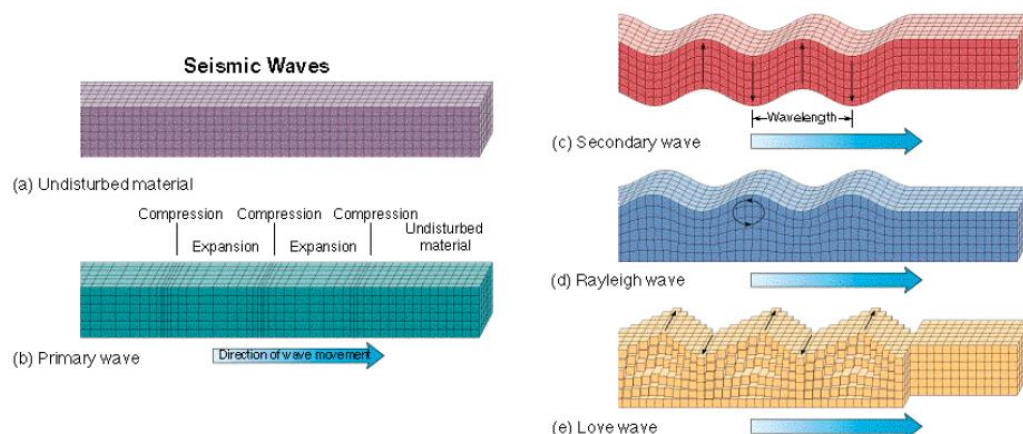 Seismic Waves
(a) Undisturbed material
Compression Compression Compression
Expansion Expansion Undisturbed
material
(b) Primary wave
Direction of wave movement
Wavelength
(c) Secondary wave
(d) Rayleigh wave
(e) Love wave